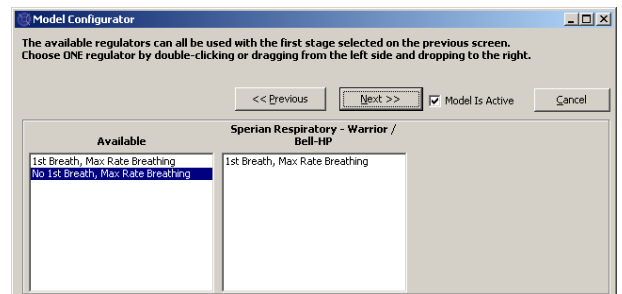 Model Configurator
The available regulators can all be used with the first stage selected on the previous screen.
Choose ONE regulator by double-clicking or dragging from the left side and dropping to the right.
<< Previous Next >> Model Is Active Cancel
Available
Sperian Respiratory - Warrior /
Bell-HP
1st Breath, Max Rate Breathing
No 1st Breath, Max Rate Breathing
1st Breath, Max Rate Breathing